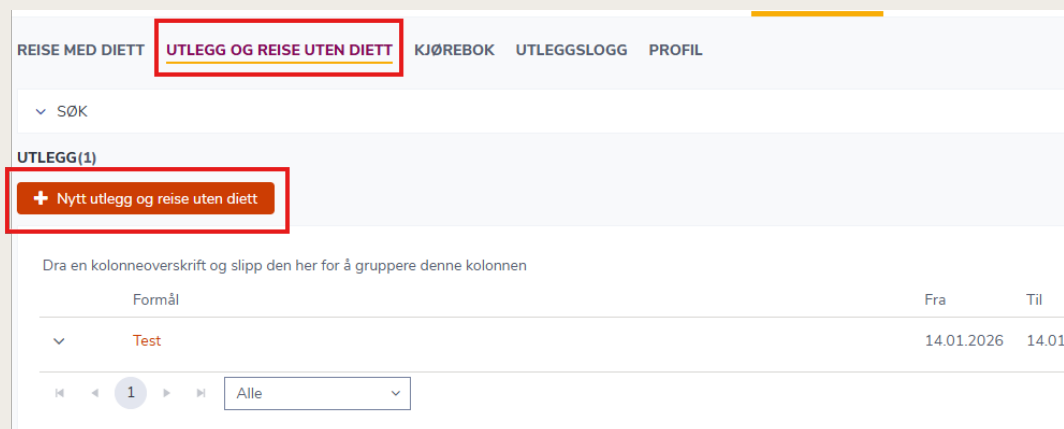 REISE MED DIETT UTLEGG OG REISE UTEN DIETT KJØREBOK UTLEGGSLOGG PROFIL
SØK
UTLEGG(1)
+ Nytt utlegg og reise uten diett
Dra en kolonneoverskrift og slipp den her for å gruppere denne kolonnen
Formål Fra Til
Test 14.01.2026 14.01
1 Alle